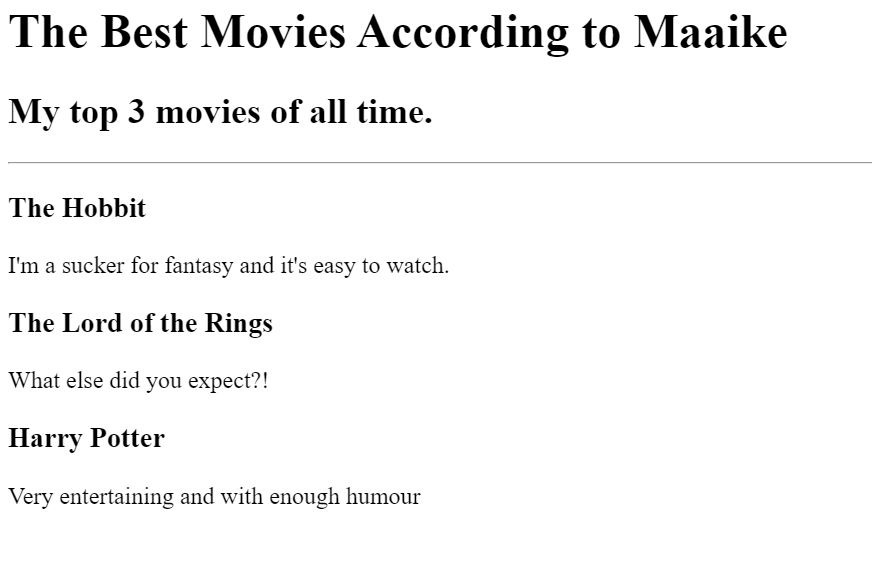 The Best Movies According to Maaike
My top 3 movies of all time.
The Hobbit
I'm a sucker for fantasy and it's easy to watch.
The Lord of the Rings
What else did you expect?!
Harry Potter
Very entertaining and with enough humour